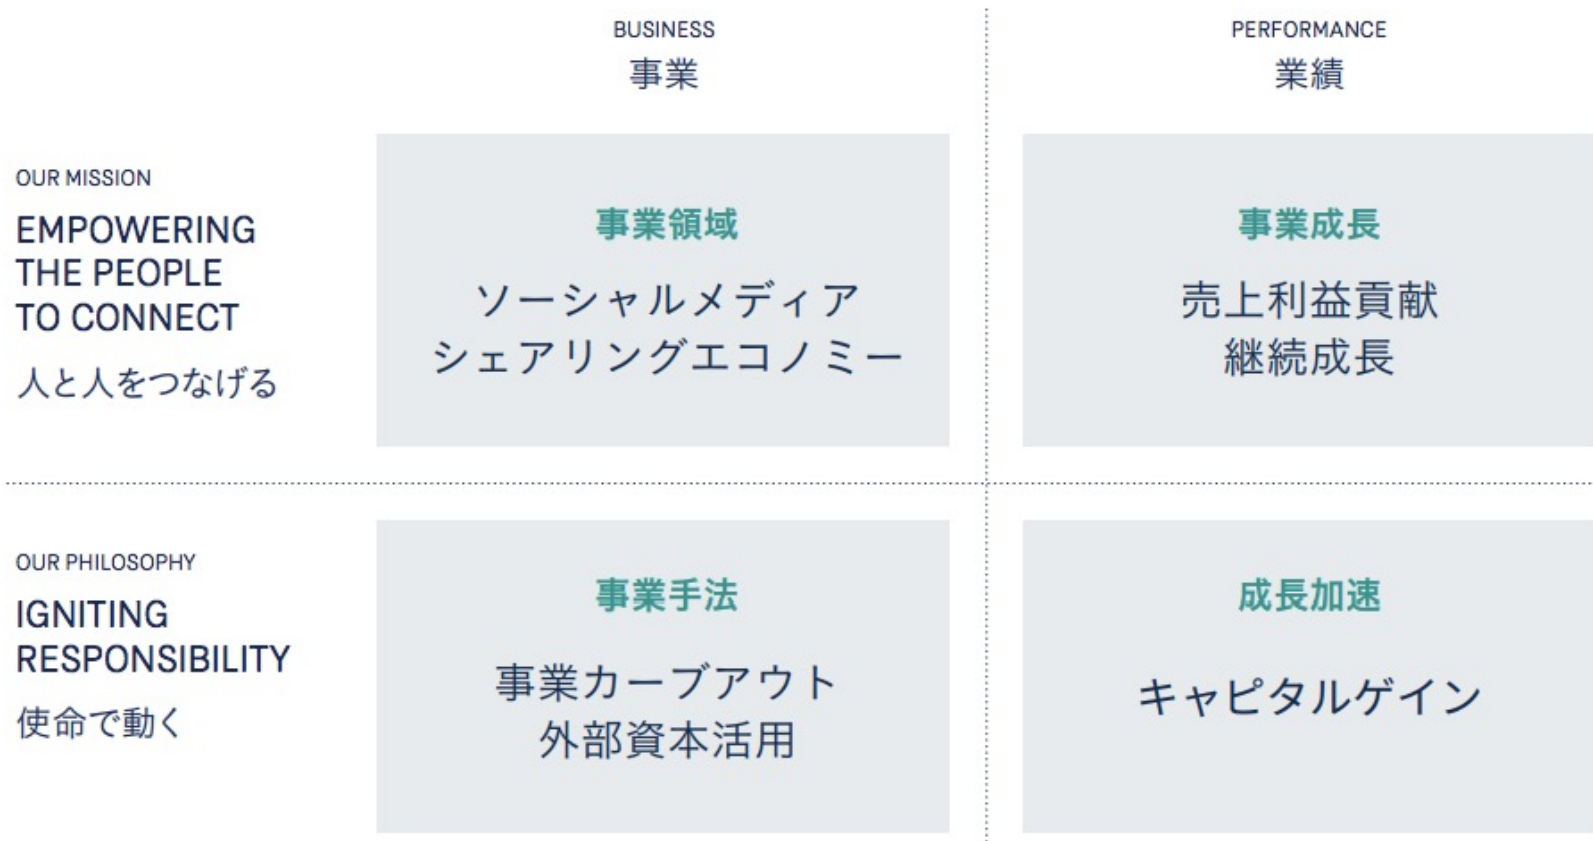 BUSINESS
事業
PERFORMANCE
業績
OUR MISSION
EMPOWERING
THE PEOPLE
TO CONNECT
人と人をつなげる
事業領域
ソーシャルメディア
シェアリングエコノミー
事業成長
売上利益貢献
継続成長
OUR PHILOSOPHY
IGNITING
RESPONSIBILITY
使命で動く
事業手法
事業カーブアウト
外部資本活用
成長加速
キャピタルゲイン